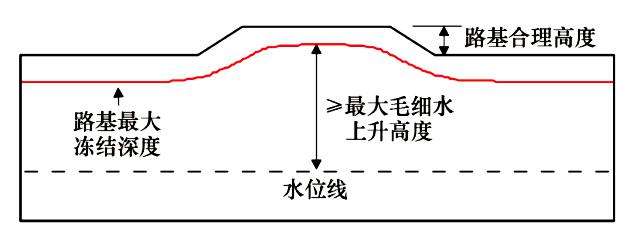 路基合理高度
≥最大毛细水
上升高度
路基最大
冻结深度
水位线